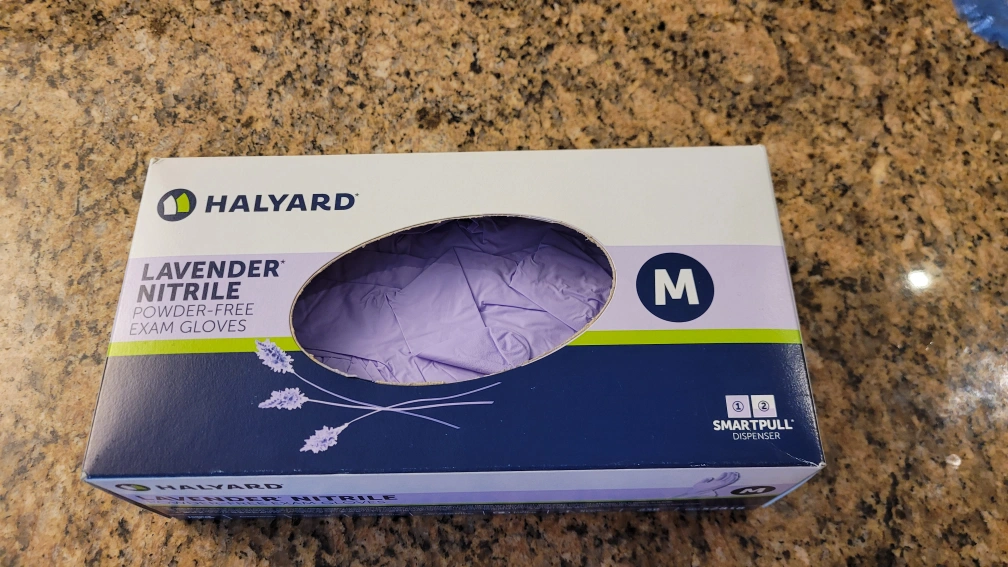 HALYARD*
LAVENDER*
NITRILE
POWDER-FREE
EXAM GLOVES
M
1 2
SMARTPULL*
DISPENSER
HALYARD
LAVENDER* NITRILE
M